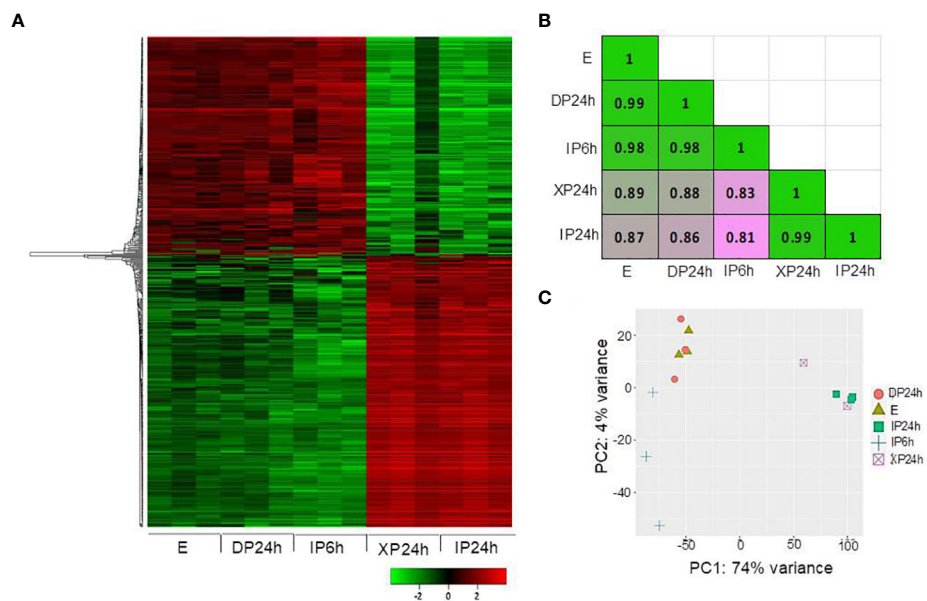 A
E DP24h IP6h XP24h IP24h
-2 0 2
B
E 1
DP24h 0.99 1
IP6h 0.98 0.98 1
XP24h 0.89 0.88 0.83 1
IP24h 0.87 0.86 0.81 0.99 1
E DP24h IP6h XP24h IP24h
C
PC2: 4% variance
20
0
-20
-40
-50 0 50 100
PC1: 74% variance
DP24h
E
IP24h
IP6h
XP24h